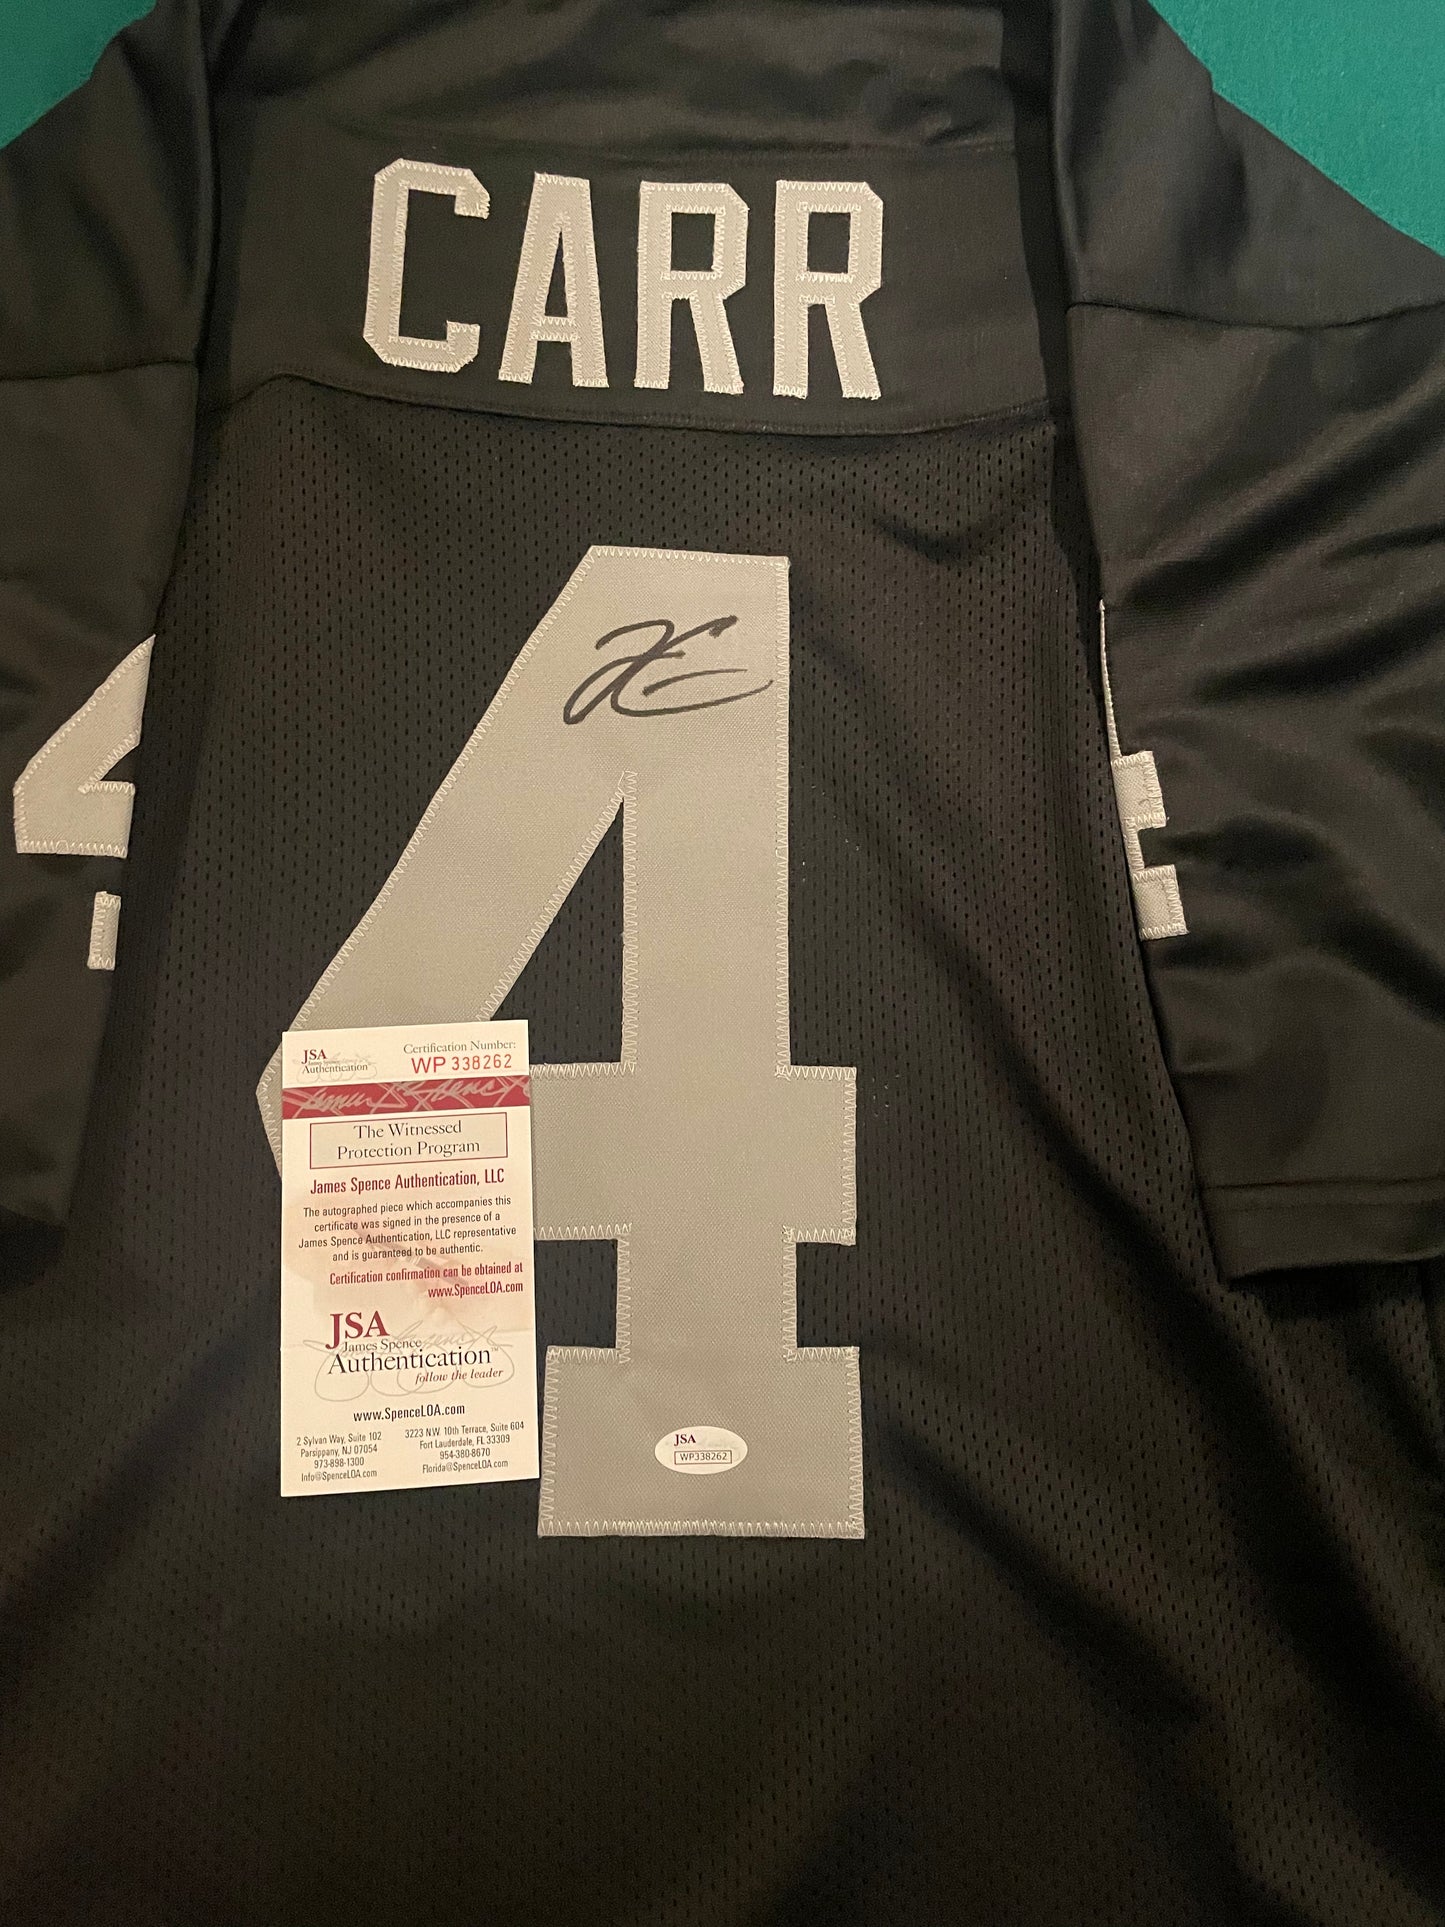 CARR
4
JSA
James Spence
Authentication
Certification Number:
WP 338262
The Witnessed
Protection Program
James Spence Authentication, LLC
The autographed piece which accompanies this
certificate was signed in the presence of a
James Spence Authentication, LLC representative
and is guaranteed to be authentic.
Certification confirmation can be obtained at
www.SpenceLOA.com
JSA
James Spence
Authentication™
follow the leader
www.SpenceLOA.com
2 Sylvan Way, Suite 102
Parsippany, NJ 07054
973-898-1300
Info@SpenceLOA.com
3223 N.W. 10th Terrace, Suite 604
Fort Lauderdale, FL 33309
954-380-8670
Florida@SpenceLOA.com
JSA
WP338262